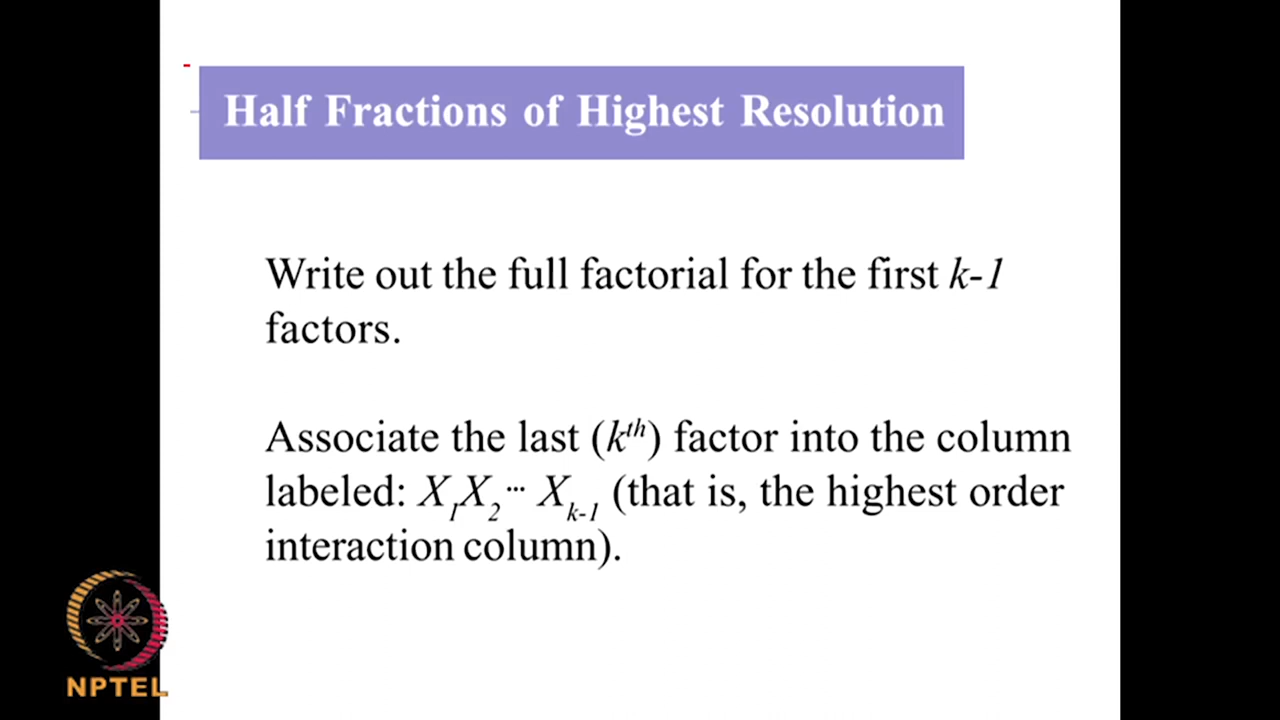 Half Fractions of Highest Resolution
Write out the full factorial for the first k-1
factors.
Associate the last (kth) factor into the column
labeled: X1X2... Xk-1 (that is, the highest order
interaction column).
NPTEL